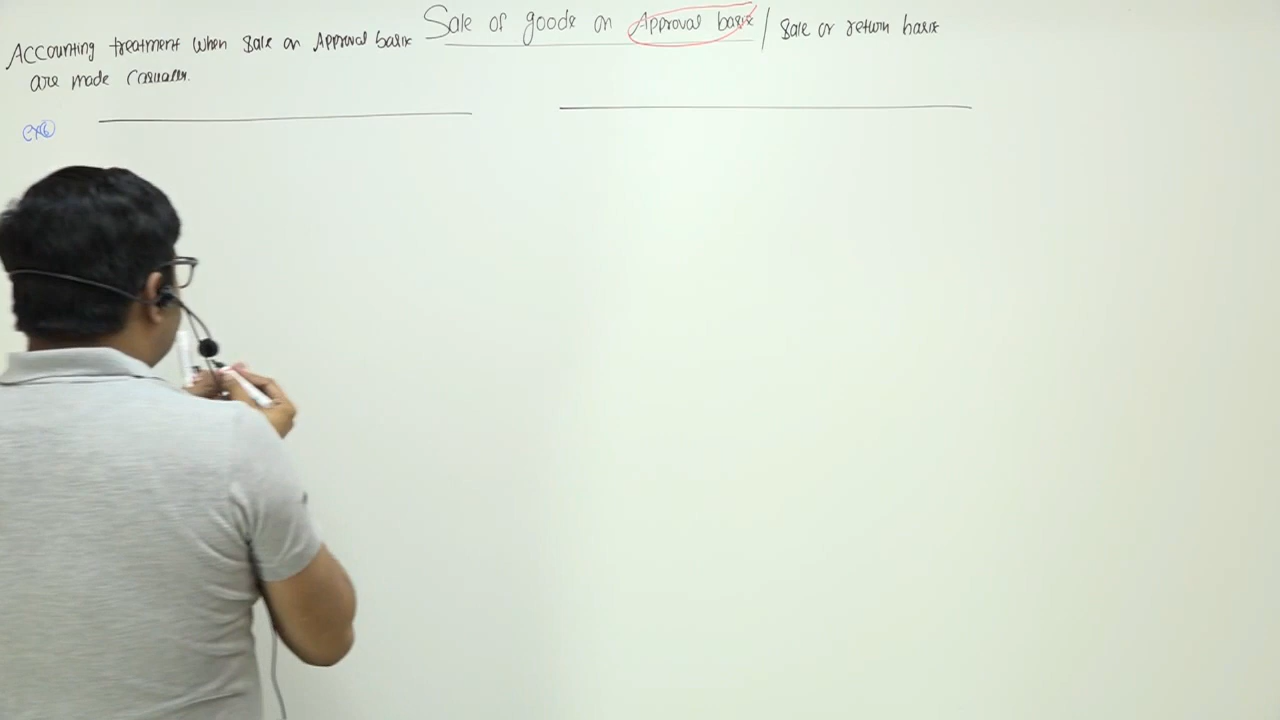 Sale of goods on Approval basis / Sale or return basis
Accounting treatment when sale on Approval basis
are made casually.